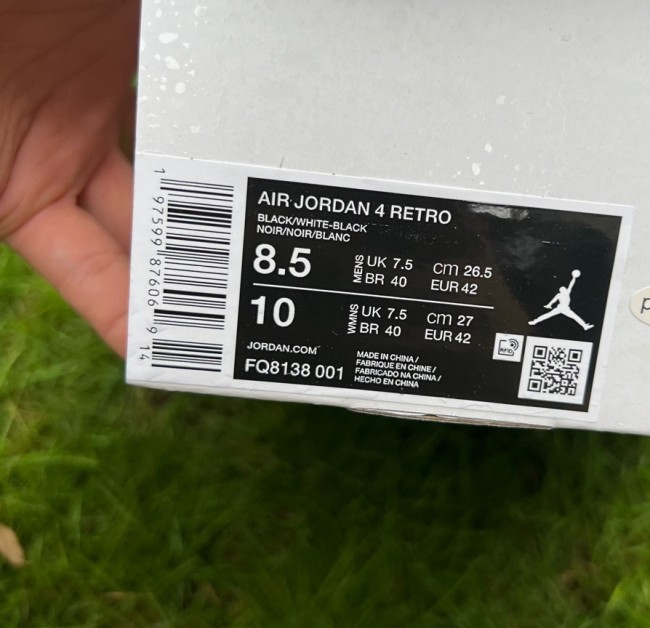 AIR JORDAN 4 RETRO
BLACK/WHITE-BLACK
NOIR/NOIR/BLANC
8.5 MENS UK 7.5 cm 26.5
BR 40 EUR 42
10 WMNS UK 7.5 cm 27
BR 40 EUR 42
JORDAN.COM
FQ8138 001
MADE IN CHINA /
FABRIQUE EN CHINE /
FABRICADO NA CHINA /
HECHO EN CHINA
RFID
1 97599 87606 9 14